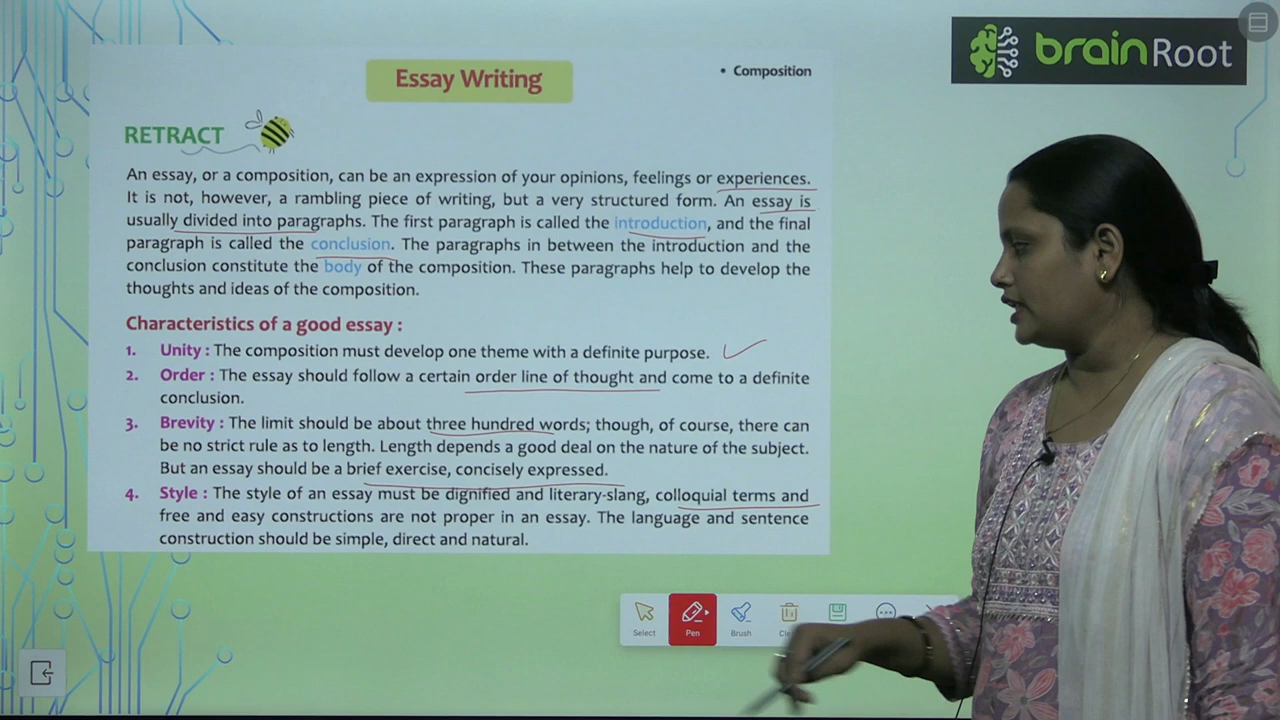 brainRoot
Essay Writing
• Composition
RETRACT
An essay, or a composition, can be an expression of your opinions, feelings or experiences.
It is not, however, a rambling piece of writing, but a very structured form. An essay is
usually divided into paragraphs. The first paragraph is called the introduction, and the final
paragraph is called the conclusion. The paragraphs in between the introduction and the
conclusion constitute the body of the composition. These paragraphs help to develop the
thoughts and ideas of the composition.
Characteristics of a good essay :
1. Unity : The composition must develop one theme with a definite purpose.
2. Order : The essay should follow a certain order line of thought and come to a definite
conclusion.
3. Brevity : The limit should be about three hundred words; though, of course, there can
be no strict rule as to length. Length depends a good deal on the nature of the subject.
But an essay should be a brief exercise, concisely expressed.
4. Style : The style of an essay must be dignified and literary-slang, colloquial terms and
free and easy constructions are not proper in an essay. The language and sentence
construction should be simple, direct and natural.
Select Pen Brush